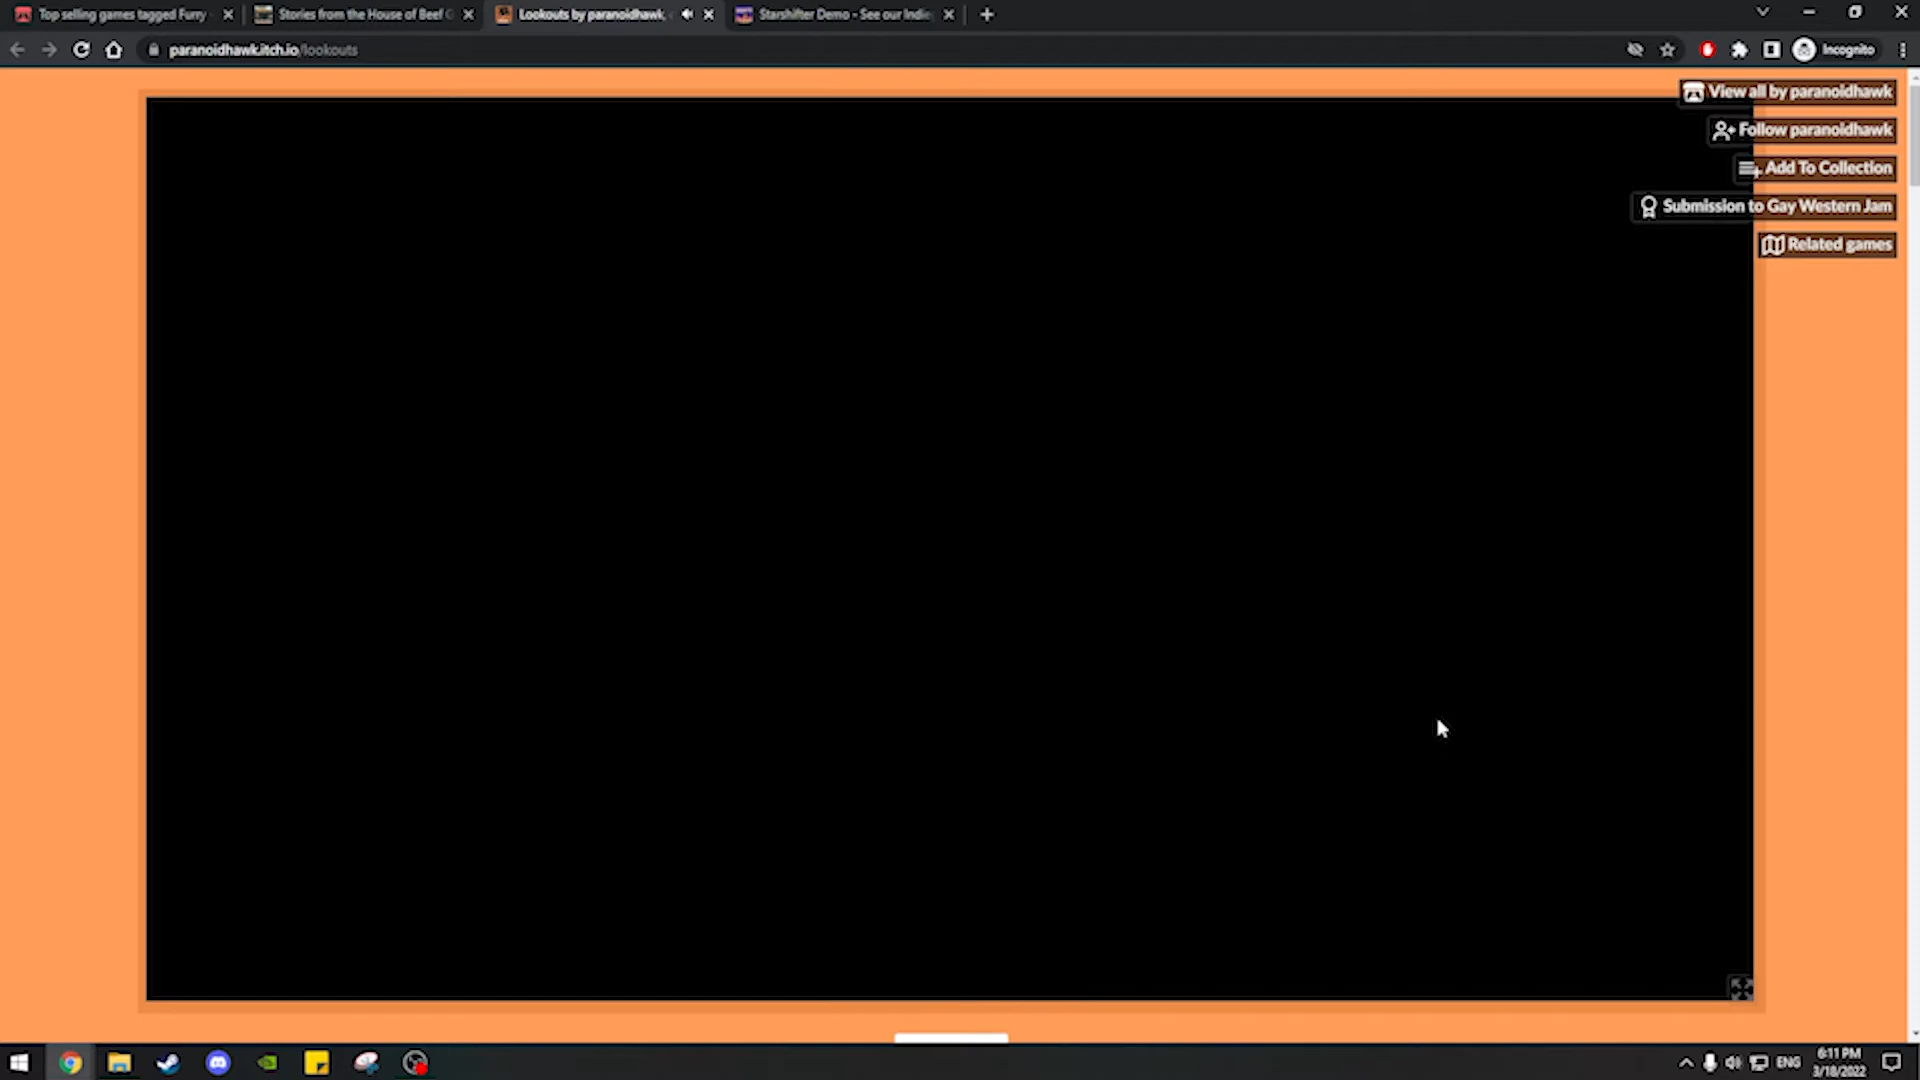 Top selling games tagged Furry
Stories from the House of Beef
Lookouts by paranoidhawk,
Starshifter Demo - See our Indie
paranoidhawk.itch.io/lookouts
Incognito
View all by paranoidhawk
Follow paranoidhawk
Add To Collection
Submission to Gay Western Jam
Related games
ENG
6:11 PM
3/18/2022